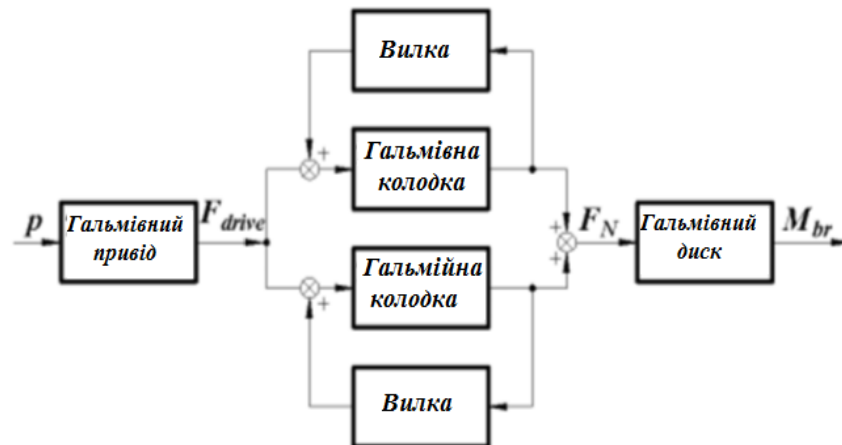 Вилка
+
Гальмівна
колодка
p
Гальмівний
привід
F drive
+
+
F N
Гальмівний
диск
M br
Гальмійна
колодка
+
Вилка